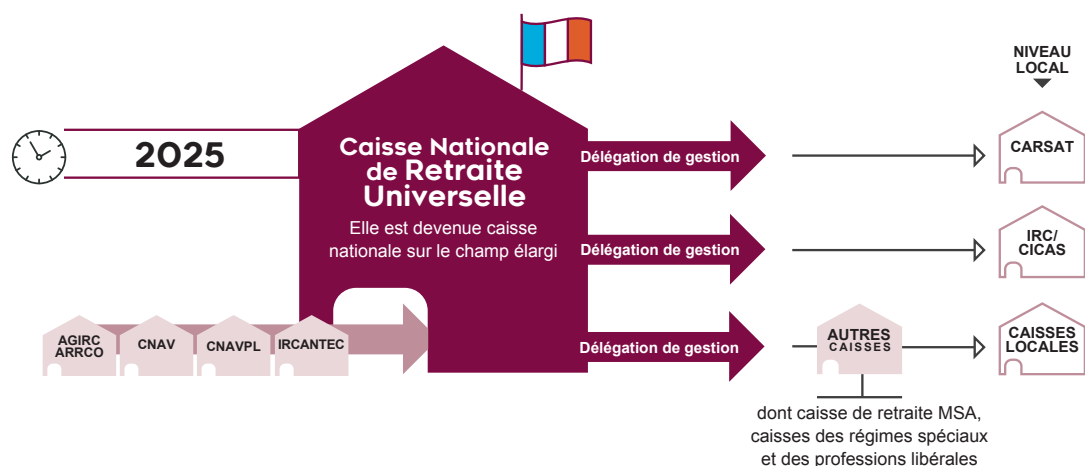 NIVEAU
LOCAL
2025
Caisse Nationale
de Retraite
Universelle
Elle est devenue caisse
nationale sur le champ élargi
Délégation de gestion
CARSAT
Délégation de gestion
IRC/
CICAS
AGIRC
ARRCO
CNAV
CNAVPL
IRCANTEC
Délégation de gestion
AUTRES
CAISSES
CAISSES
LOCALES
dont caisse de retraite MSA,
caisses des régimes spéciaux
et des professions libérales